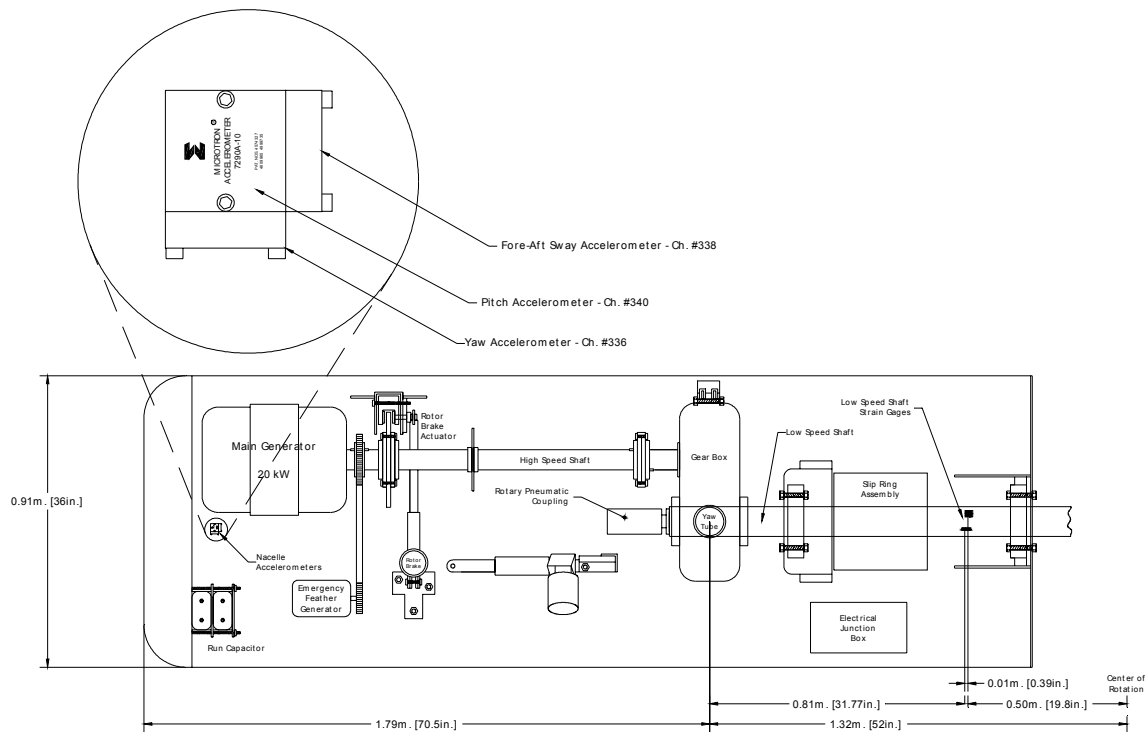 MICROTRON ®
ACCELEROMETER
7290A-10
Fore-Aft Sway Accelerometer - Ch. #338
Pitch Accelerometer - Ch. #340
Yaw Accelerometer - Ch. #336
0.91m. [36in.]
Main Generator
20 kW
Rotor
Brake
Actuator
High Speed Shaft
Gear Box
Low Speed Shaft
Strain Gages
Low Speed Shaft
Slip Ring
Assembly
Rotary Pneumatic
Coupling
Yaw
Tube
Nacelle
Accelerometers
Rotor
Brake
Emergency
Feather
Generator
Run Capacitor
Electrical
Junction
Box
0.01m. [0.39in.]
Center of
Rotation
0.81m. [31.77in.]
0.50m. [19.8in.]
1.79m. [70.5in.]
1.32m. [52in.]